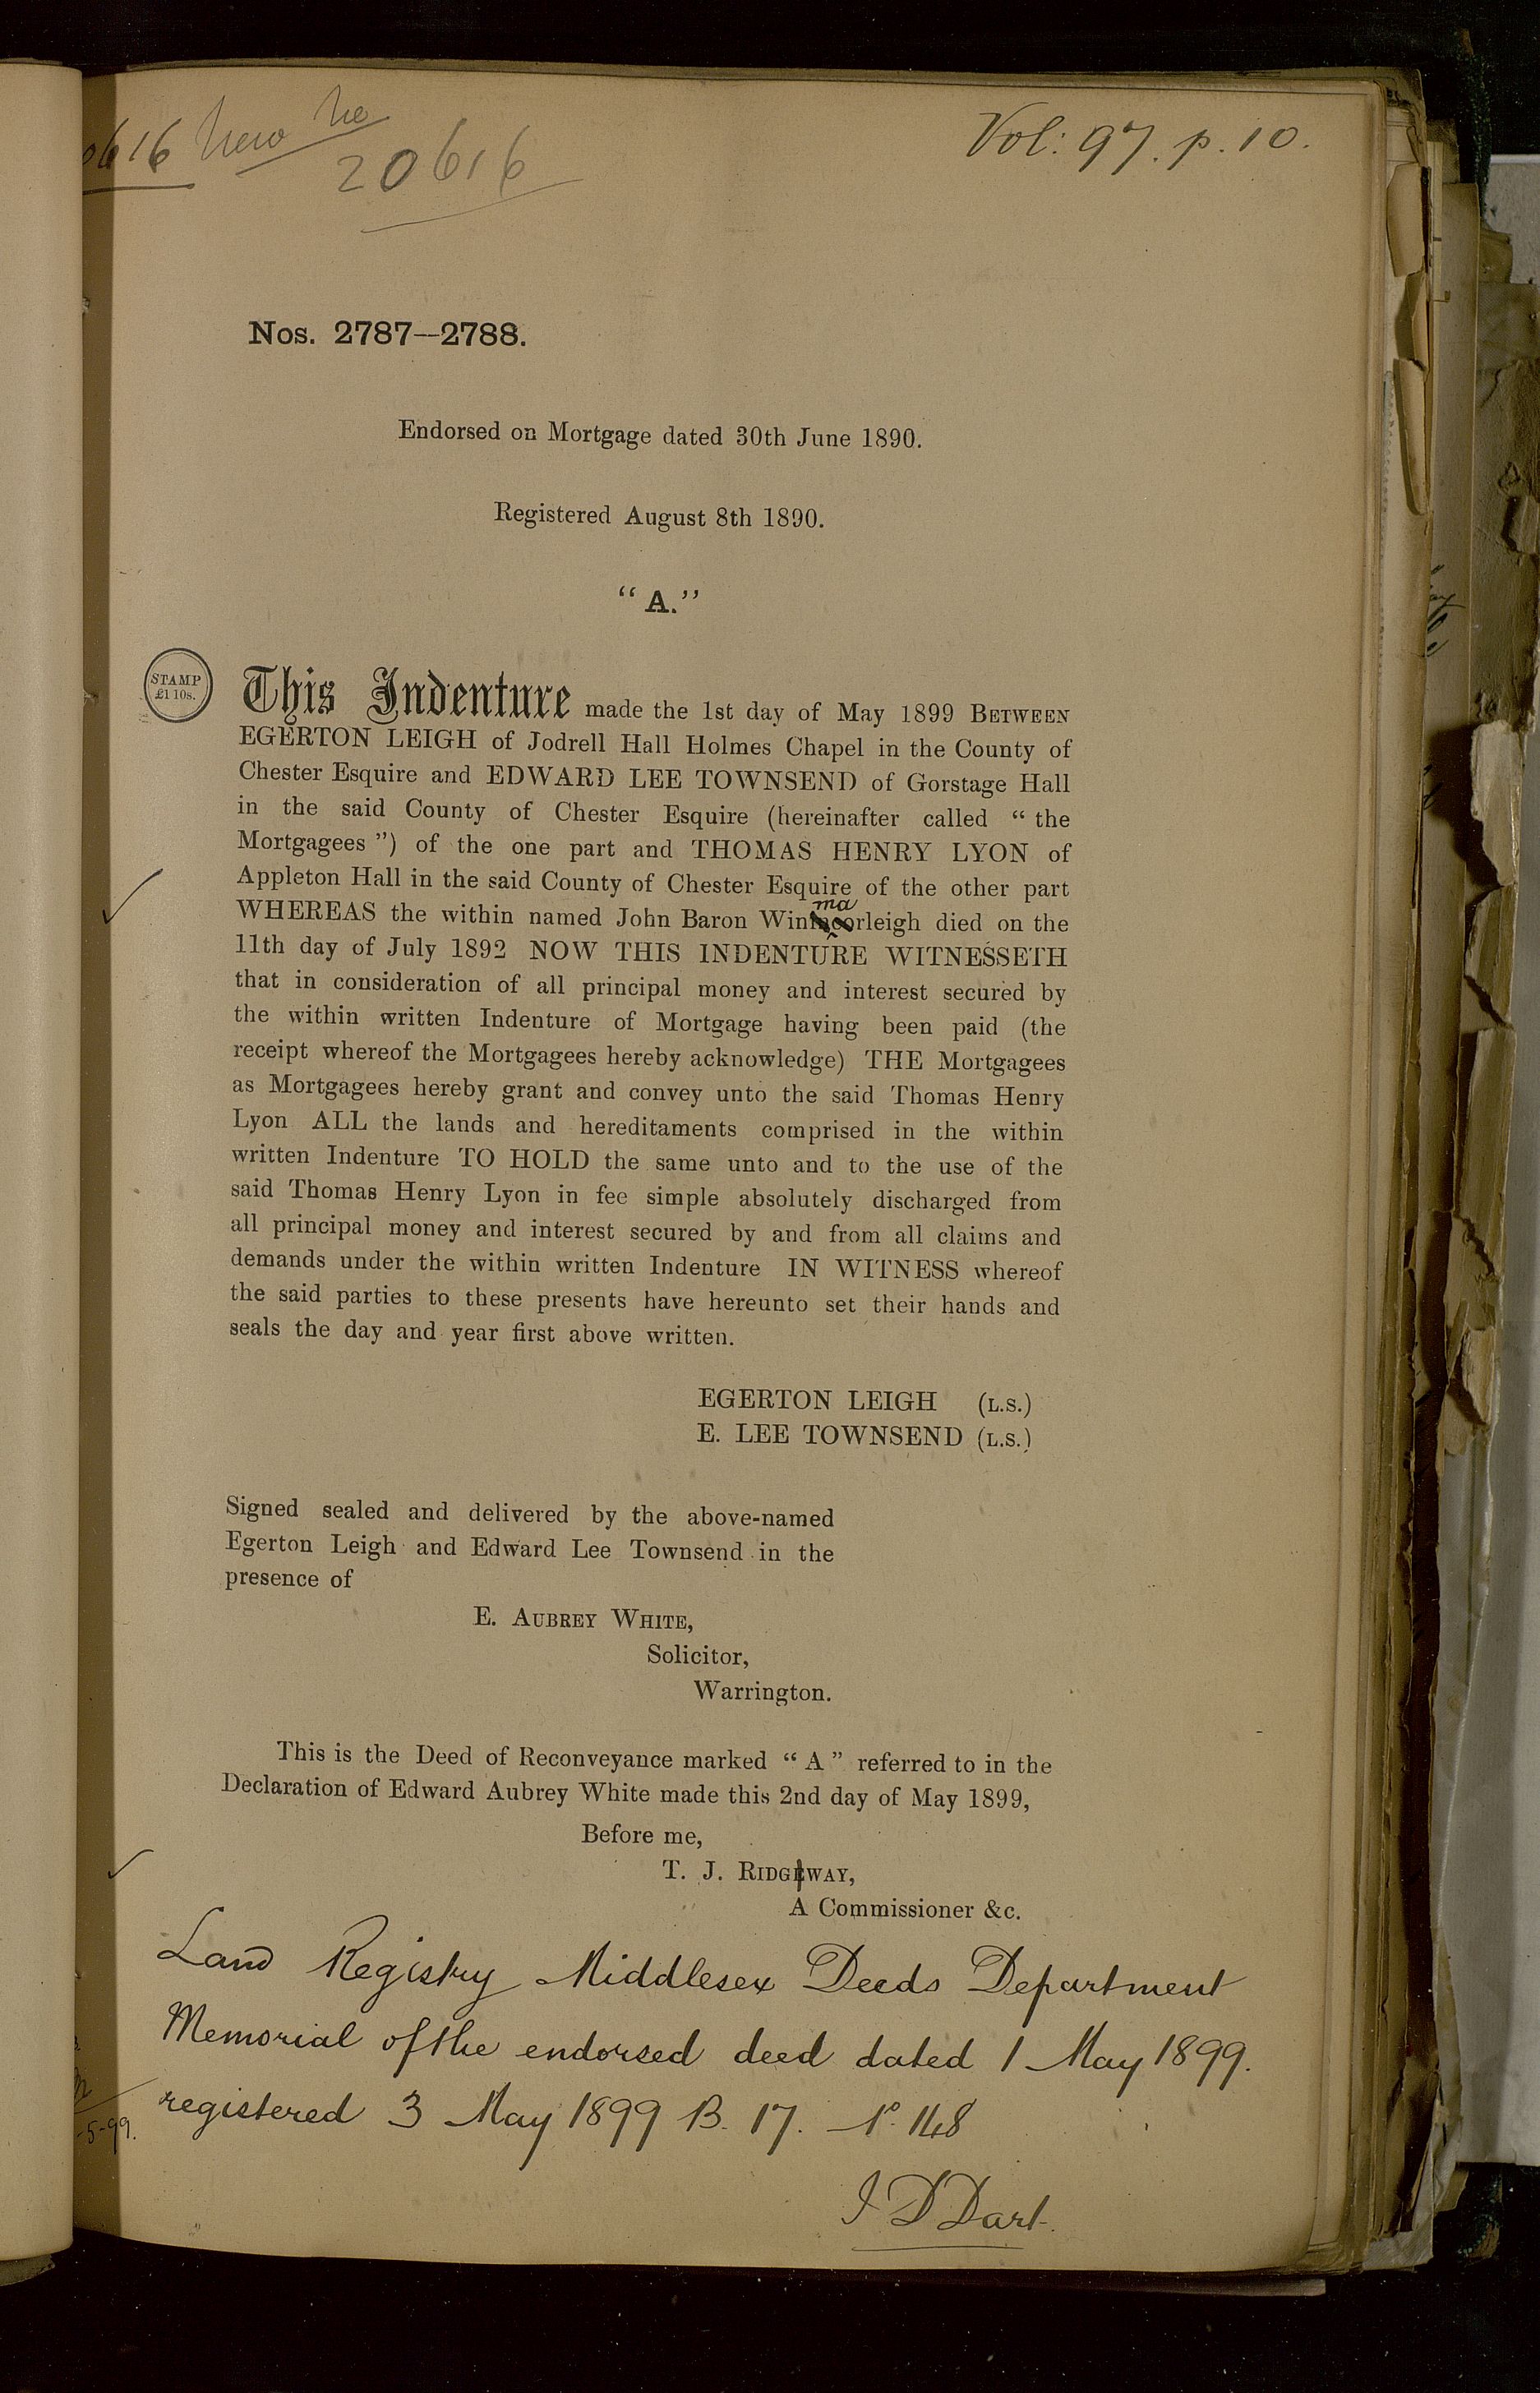 0616 New No
20616
Vol: 97. p. 10.
Nos. 2787—2788.
Endorsed on Mortgage dated 30th June 1890.
Registered August 8th 1890.
“A.”
STAMP
£1 10s.
This Indenture made the 1st day of May 1899 BETWEEN
EGERTON LEIGH of Jodrell Hall Holmes Chapel in the County of
Chester Esquire and EDWARD LEE TOWNSEND of Gorstage Hall
in the said County of Chester Esquire (hereinafter called “ the
Mortgagees ”) of the one part and THOMAS HENRY LYON of
Appleton Hall in the said County of Chester Esquire of the other part
WHEREAS the within named John Baron Winmarleigh died on the
11th day of July 1892 NOW THIS INDENTURE WITNESSETH
that in consideration of all principal money and interest secured by
the within written Indenture of Mortgage having been paid (the
receipt whereof the Mortgagees hereby acknowledge) THE Mortgagees
as Mortgagees hereby grant and convey unto the said Thomas Henry
Lyon ALL the lands and hereditaments comprised in the within
written Indenture TO HOLD the same unto and to the use of the
said Thomas Henry Lyon in fee simple absolutely discharged from
all principal money and interest secured by and from all claims and
demands under the within written Indenture IN WITNESS whereof
the said parties to these presents have hereunto set their hands and
seals the day and year first above written.
EGERTON LEIGH (L.S.)
E. LEE TOWNSEND (L.S.)
Signed sealed and delivered by the above-named
Egerton Leigh and Edward Lee Townsend in the
presence of
E. AUBREY WHITE,
Solicitor,
Warrington.
This is the Deed of Reconveyance marked “ A ” referred to in the
Declaration of Edward Aubrey White made this 2nd day of May 1899,
Before me,
T. J. RIDGWAY,
A Commissioner &c.
Land Registry Middlesex Deeds Department
Memorial of the endorsed deed dated 1 May 1899.
registered 3 May 1899 B. 17. No. 148
-5-99.
J D Dart.